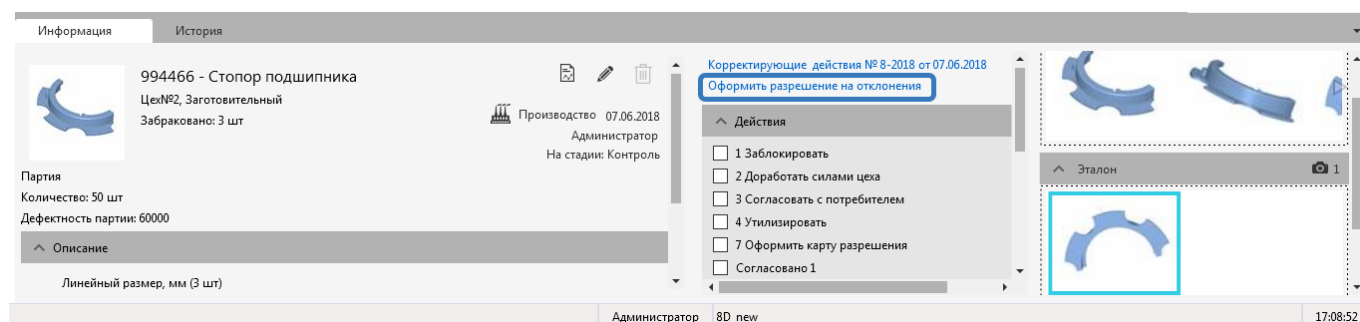 Информация
История
994466 - Стопор подшипника
Цех№2, Заготовительный
Забраковано: 3 шт
Производство 07.06.2018
Администратор
На стадии: Контроль
Партия
Количество: 50 шт
Дефектность партии: 60000
Описание
Линейный размер, мм (3 шт)
Корректирующие действия № 8-2018 от 07.06.2018
Оформить разрешение на отклонения
Действия
1 Заблокировать
2 Доработать силами цеха
3 Согласовать с потребителем
4 Утилизировать
7 Оформить карту разрешения
Согласовано 1
Эталон
1
Администратор
8D_new
17:08:52